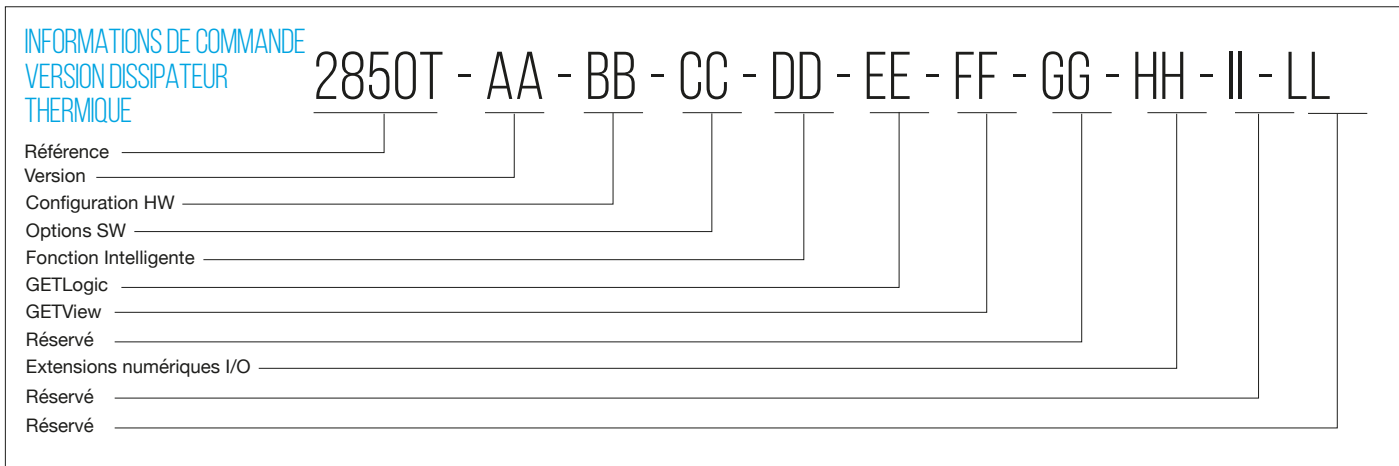 INFORMATIONS DE COMMANDE
VERSION DISSIPATEUR
THERMIQUE
2850T - AA - BB - CC - DD - EE - FF - GG - HH - II - LL
Référence
Version
Configuration HW
Options SW
Fonction Intelligente
GETLogic
GETView
Réservé
Extensions numériques I/O
Réservé
Réservé